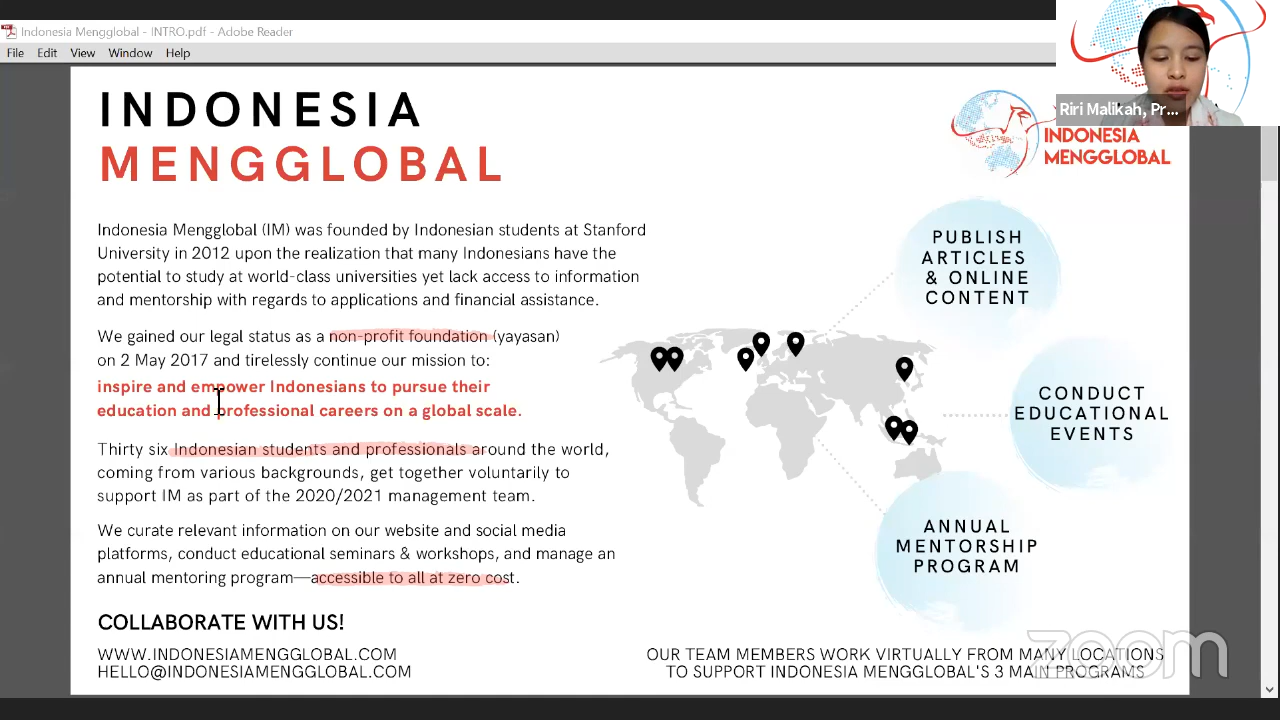 Indonesia Mengglobal - INTRO.pdf - Adobe Reader
File Edit View Window Help
Riri Malikah, Pr...
INDONESIA
MENGGLOBAL
INDONESIA
MENGGLOBAL
Indonesia Mengglobal (IM) was founded by Indonesian students at Stanford
University in 2012 upon the realization that many Indonesians have the
potential to study at world-class universities yet lack access to information
and mentorship with regards to applications and financial assistance.
We gained our legal status as a non-profit foundation (yayasan)
on 2 May 2017 and tirelessly continue our mission to:
inspire and empower Indonesians to pursue their
education and professional careers on a global scale.
Thirty six Indonesian students and professionals around the world,
coming from various backgrounds, get together voluntarily to
support IM as part of the 2020/2021 management team.
We curate relevant information on our website and social media
platforms, conduct educational seminars & workshops, and manage an
annual mentoring program—accessible to all at zero cost.
COLLABORATE WITH US!
WWW.INDONESIAMENGGLOBAL.COM
HELLO@INDONESIAMENGGLOBAL.COM
PUBLISH
ARTICLES
& ONLINE
CONTENT
CONDUCT
EDUCATIONAL
EVENTS
ANNUAL
MENTORSHIP
PROGRAM
OUR TEAM MEMBERS WORK VIRTUALLY FROM MANY LOCATIONS
TO SUPPORT INDONESIA MENGGLOBAL'S 3 MAIN PROGRAMS
zoom